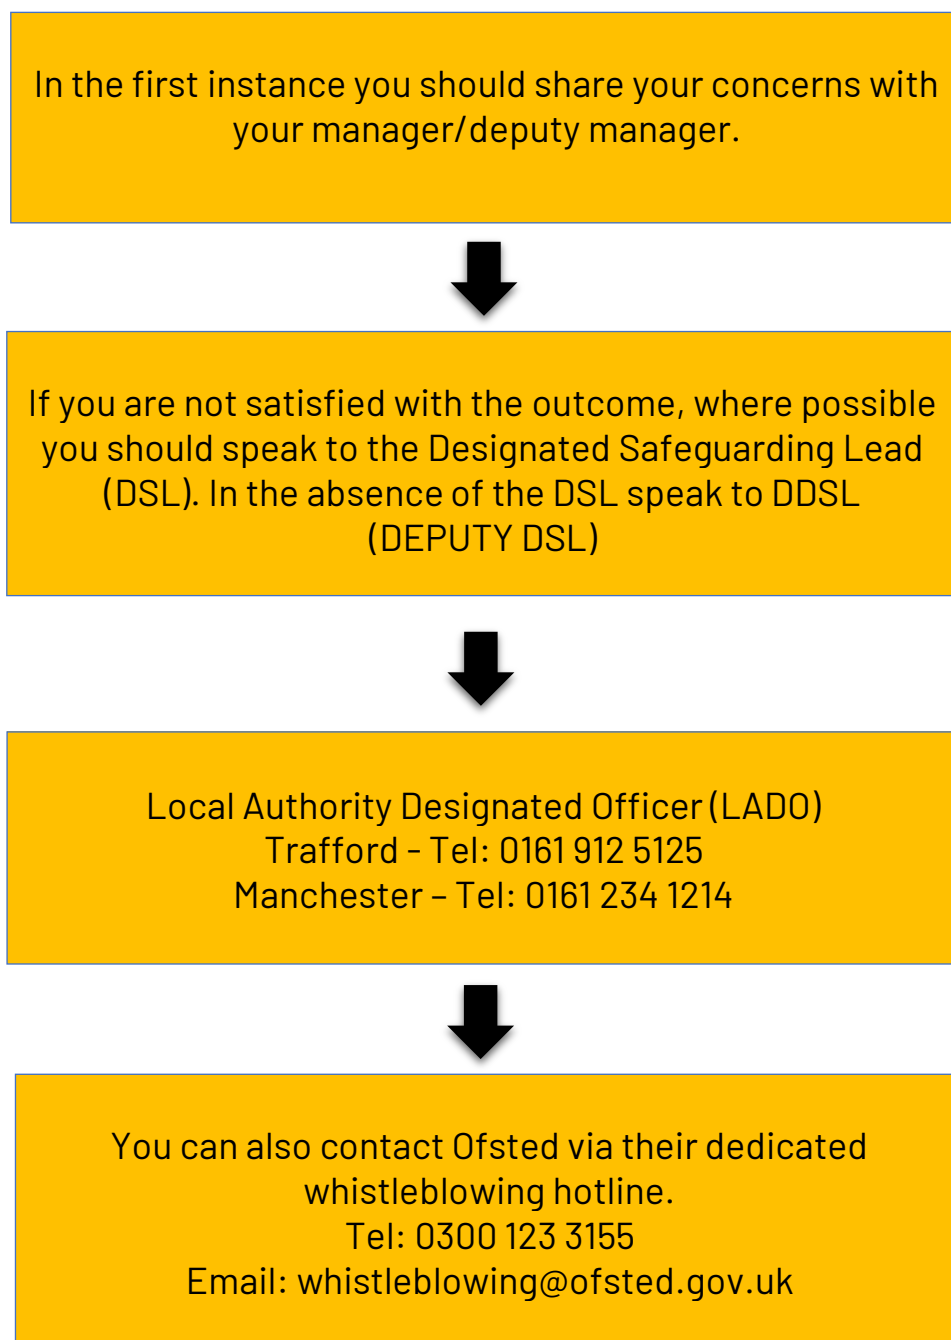 In the first instance you should share your concerns with
your manager/deputy manager.
If you are not satisfied with the outcome, where possible
you should speak to the Designated Safeguarding Lead
(DSL). In the absence of the DSL speak to DDSL
(DEPUTY DSL)
Local Authority Designated Officer (LADO)
Trafford - Tel: 0161 912 5125
Manchester – Tel: 0161 234 1214
You can also contact Ofsted via their dedicated
whistleblowing hotline.
Tel: 0300 123 3155
Email: whistleblowing@ofsted.gov.uk